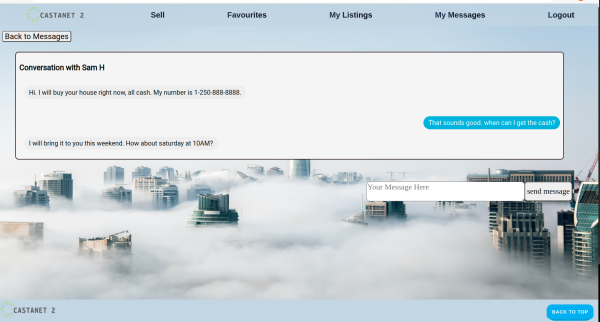 CASTANET 2
Sell
Favourites
My Listings
My Messages
Logout
Back to Messages
Conversation with Sam H
Hi. I will buy your house right now, all cash. My number is 1-250-888-8888.
That sounds good. when can I get the cash?
I will bring it to you this weekend. How about saturday at 10AM?
Your Message Here
send message
CASTANET 2
BACK TO TOP